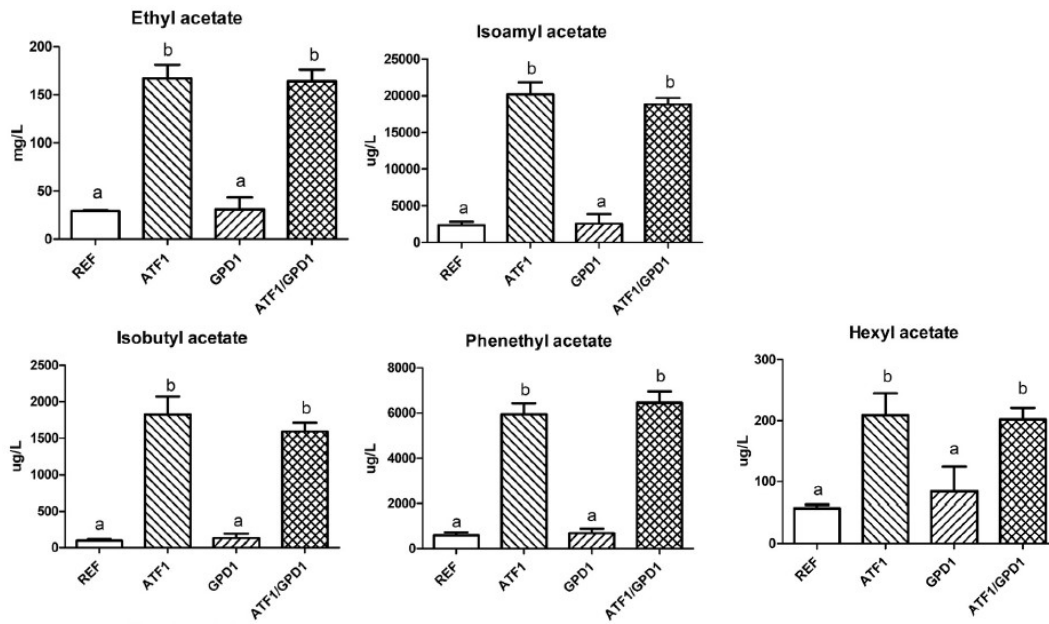 Ethyl acetate
200
150
100
50
0
mg/L
a
b
a
b
REF
ATF1
GPD1
ATF1/GPD1
Isoamyl acetate
25000
20000
15000
10000
5000
0
ug/L
a
b
a
b
REF
ATF1
GPD1
ATF1/GPD1
Isobutyl acetate
2500
2000
1500
1000
500
0
ug/L
a
b
a
b
REF
ATF1
GPD1
ATF1/GPD1
Phenethyl acetate
8000
6000
4000
2000
0
ug/L
a
b
a
b
REF
ATF1
GPD1
ATF1/GPD1
Hexyl acetate
300
200
100
0
ug/L
a
b
a
b
REF
ATF1
GPD1
ATF1/GPD1